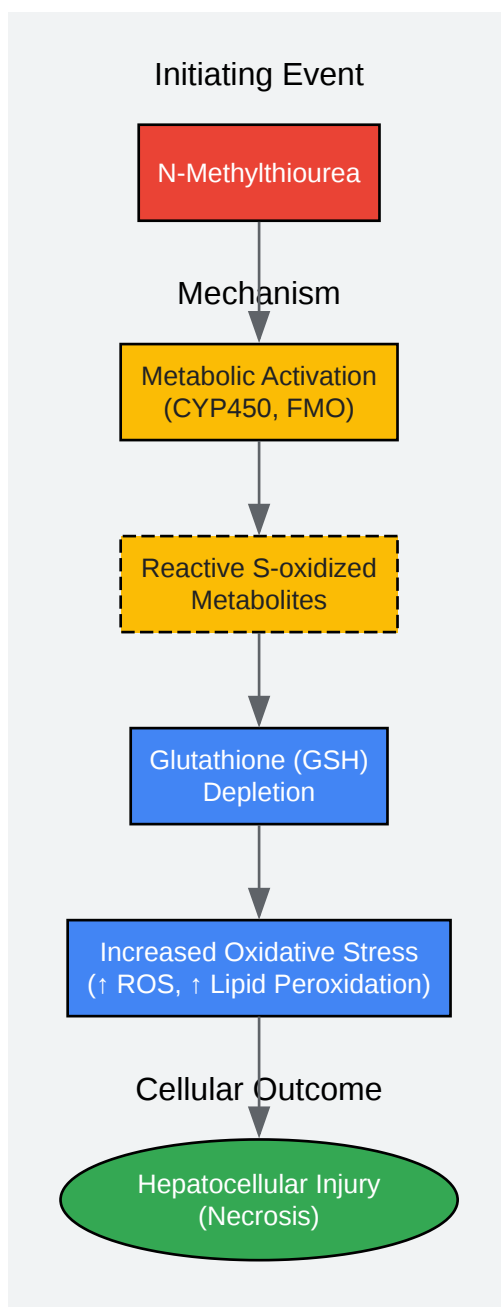 Initiating Event
N-Methylthiourea
Mechanism
Metabolic Activation
(CYP450, FMO)
Reactive S-oxidized
Metabolites
Glutathione (GSH)
Depletion
Increased Oxidative Stress
(↑ ROS, ↑ Lipid Peroxidation)
Cellular Outcome
Hepatocellular Injury
(Necrosis)